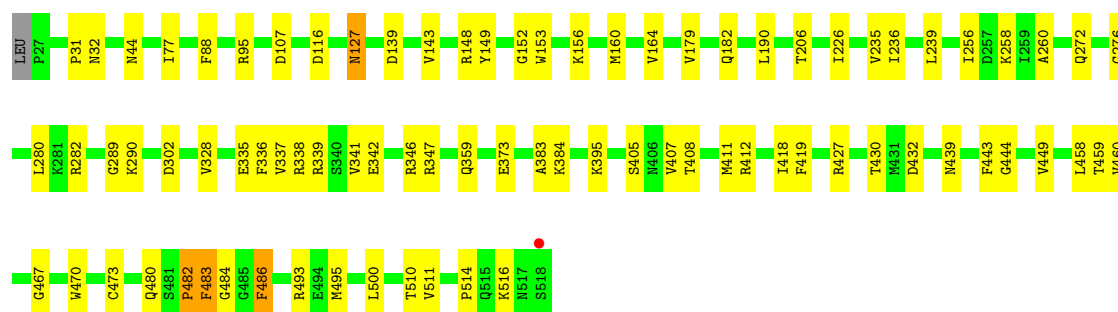 LEU P27 P31 N32 N44 I77 F88 R95 D107 D116 N127 D139 V143 R148 Y149 G152 W153 K156 M160 V164 V179 Q182 L190 T206 I226 V235 I236 L239 I256 D257 K258 I259 A260 Q272 G276
L280 K281 R282 G289 K290 D302 V328 E335 F336 V337 R338 R339 S340 V341 E342 R346 R347 Q359 E373 A383 K384 K395 S405 N406 V407 T408 M411 R412 I418 F419 R427 T430 M431 D432 N439 F443 G444 V449 L458 T459 V460
G467 W470 C473 Q480 S481 P482 F483 G484 G485 F486 R493 E494 M495 L500 T510 V511 P514 Q515 K516 N517 S518